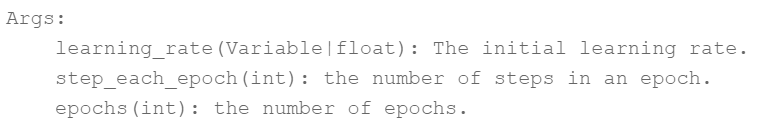 Args:
    learning_rate(Variable|float): The initial learning rate.
    step_each_epoch(int): the number of steps in an epoch.
    epochs(int): the number of epochs.